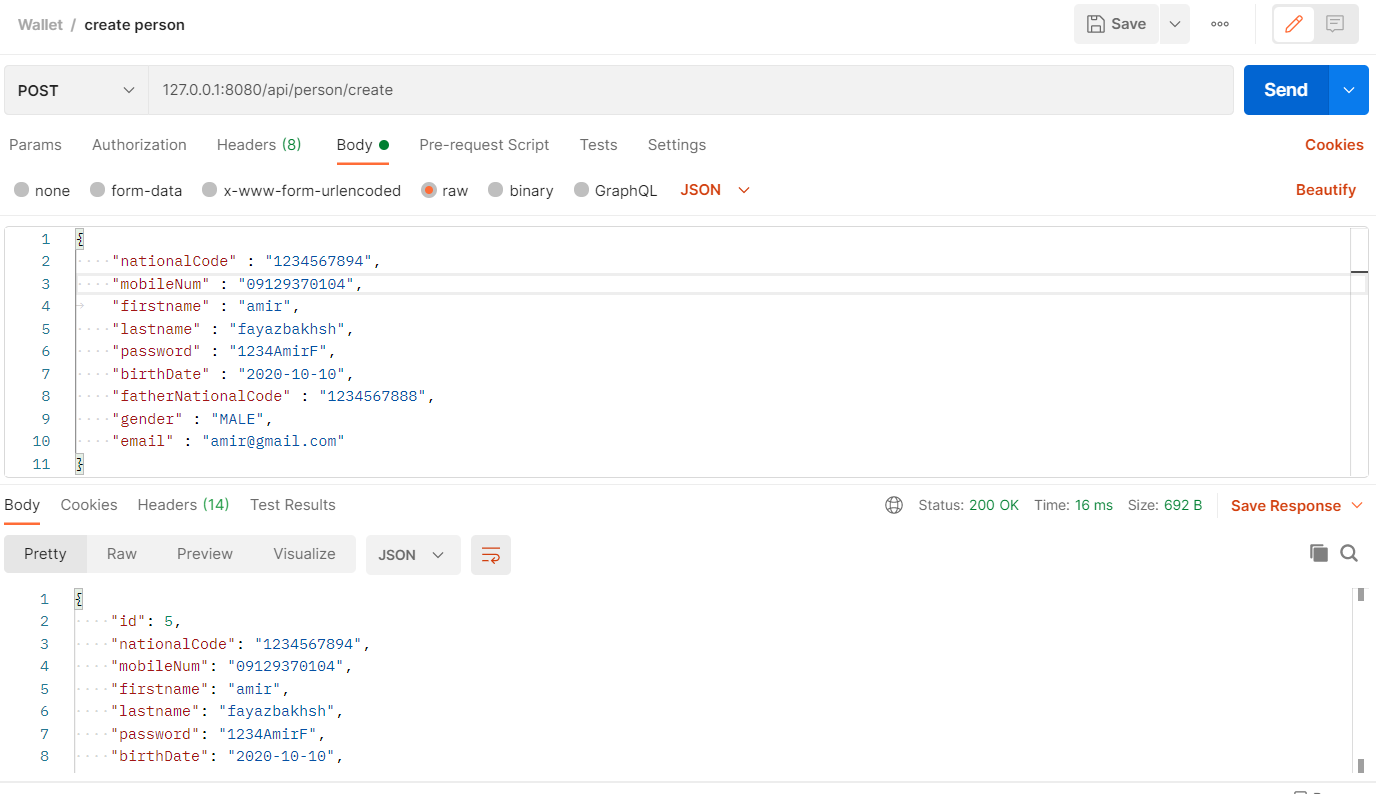 Wallet / create person
Save
POST 127.0.0.1:8080/api/person/create Send
Params Authorization Headers (8) Body Pre-request Script Tests Settings Cookies
none form-data x-www-form-urlencoded raw binary GraphQL JSON Beautify
1 {
2 "nationalCode" : "1234567894",
3 "mobileNum" : "09129370104",
4 "firstname" : "amir",
5 "lastname" : "fayazbakhsh",
6 "password" : "1234AmirF",
7 "birthDate" : "2020-10-10",
8 "fatherNationalCode" : "1234567888",
9 "gender" : "MALE",
10 "email" : "amir@gmail.com"
11 }
Body Cookies Headers (14) Test Results Status: 200 OK Time: 16 ms Size: 692 B Save Response
Pretty Raw Preview Visualize JSON
1 {
2 "id": 5,
3 "nationalCode": "1234567894",
4 "mobileNum": "09129370104",
5 "firstname": "amir",
6 "lastname": "fayazbakhsh",
7 "password": "1234AmirF",
8 "birthDate": "2020-10-10",